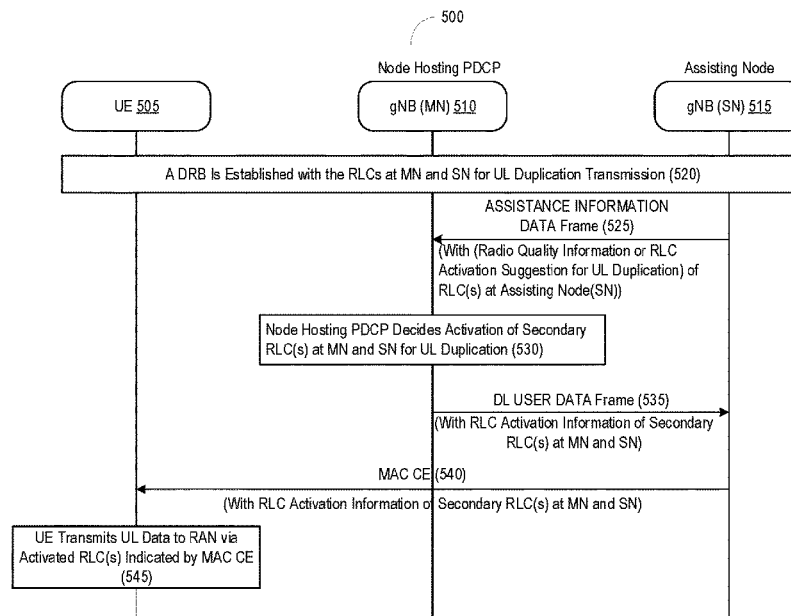 500
Node Hosting PDCP
Assisting Node
UE 505
gNB (MN) 510
gNB (SN) 515
A DRB Is Established with the RLCs at MN and SN for UL Duplication Transmission (520)
ASSISTANCE INFORMATION
DATA Frame (525)
(With (Radio Quality Information or RLC
Activation Suggestion for UL Duplication) of
RLC(s) at Assisting Node(SN))
Node Hosting PDCP Decides Activation of Secondary
RLC(s) at MN and SN for UL Duplication (530)
DL USER DATA Frame (535)
(With RLC Activation Information of Secondary
RLC(s) at MN and SN)
MAC CE (540)
(With RLC Activation Information of Secondary RLC(s) at MN and SN)
UE Transmits UL Data to RAN via
Activated RLC(s) Indicated by MAC CE
(545)